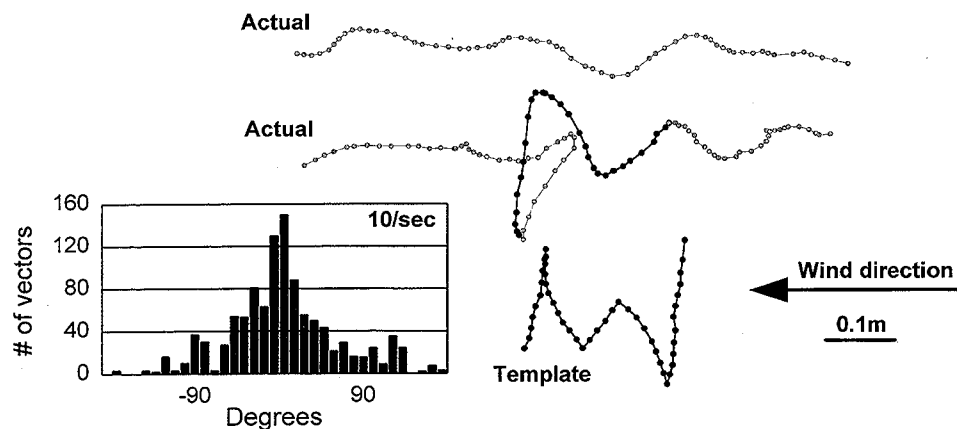 Actual
Actual
160
10/sec
120
80
40
0
# of vectors
-90
90
Degrees
Wind direction
0.1m
Template